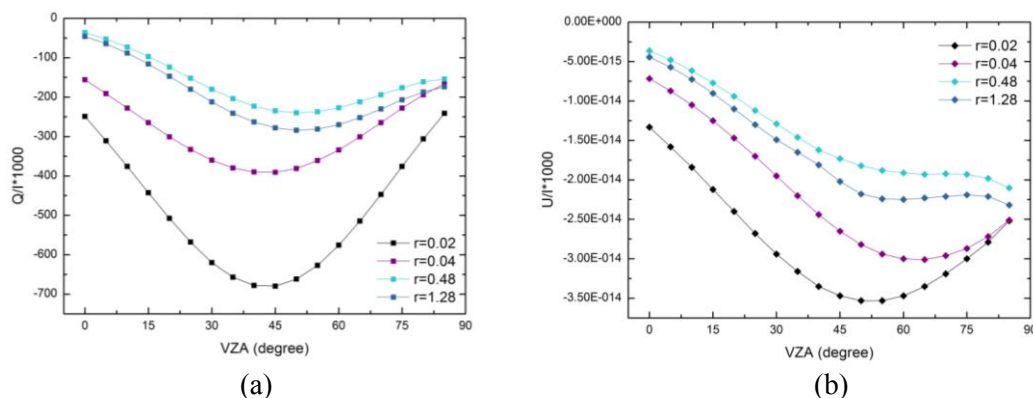 0
-100
-200
-300
-400
-500
-600
-700
Q/I*1000
0 15 30 45 60 75 90
VZA (degree)
r=0.02
r=0.04
r=0.48
r=1.28
(a)
0.00E+000
-5.00E-015
-1.00E-014
-1.50E-014
-2.00E-014
-2.50E-014
-3.00E-014
-3.50E-014
U/I*1000
0 15 30 45 60 75 90
VZA (degree)
r=0.02
r=0.04
r=0.48
r=1.28
(b)